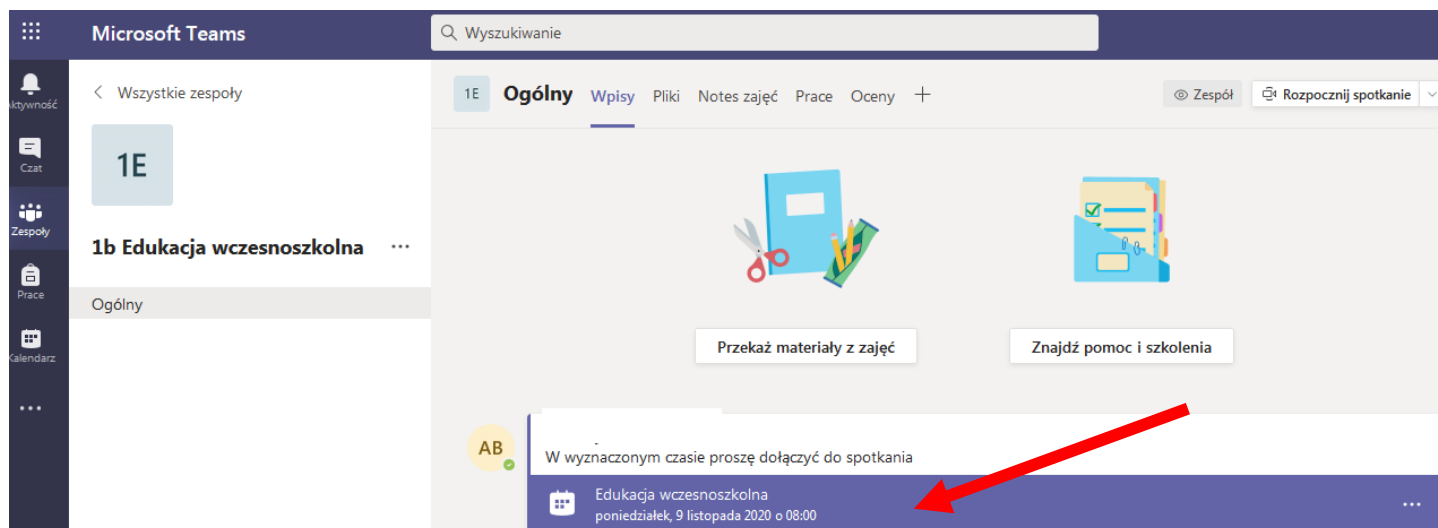 Microsoft Teams
Wyszukiwanie
Aktywność
Czat
Zespoły
Prace
Kalendarz
Wszystkie zespoły
1E
1b Edukacja wczesnoszkolna ...
Ogólny
1E Ogólny Wpisy Pliki Notes zajęć Prace Oceny +
Zespół Rozpocznij spotkanie
Przekaż materiały z zajęć Znajdź pomoc i szkolenia
AB
W wyznaczonym czasie proszę dołączyć do spotkania
Edukacja wczesnoszkolna
poniedziałek, 9 listopada 2020 o 08:00